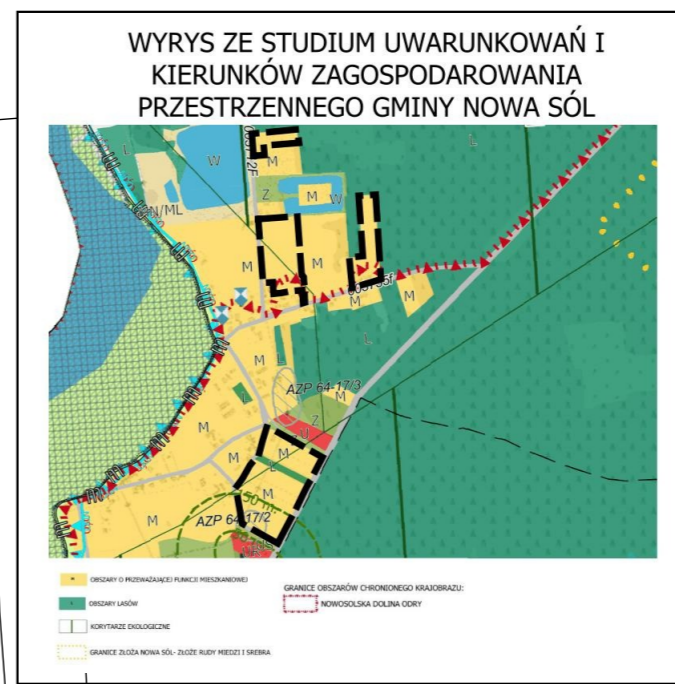 WYRYS ZE STUDIUM UWARUNKOWAŃ I
KIERUNKÓW ZAGOSPODAROWANIA
PRZESTRZENNEGO GMINY NOWA SÓL
L
W
M
L
Z
M
W
N/ML
M
M
M
M
L
M
L
AZP 64-17/3
M
Z
U
M
M
M
L
M
M
150 m.
AZP 64-17/2
S
S
M OBSZARY O PRZEWAŻAJĄCEJ FUNKCJI MIESZKANIOWEJ
L OBSZARY LASÓW
KORYTARZE EKOLOGICZNE
GRANICE ZŁOŻA NOWA SÓL- ZŁOŻE RUDY MIEDZI I SREBRA
GRANICE OBSZARÓW CHRONIONEGO KRAJOBRAZU:
NOWOSOLSKA DOLINA ODRY